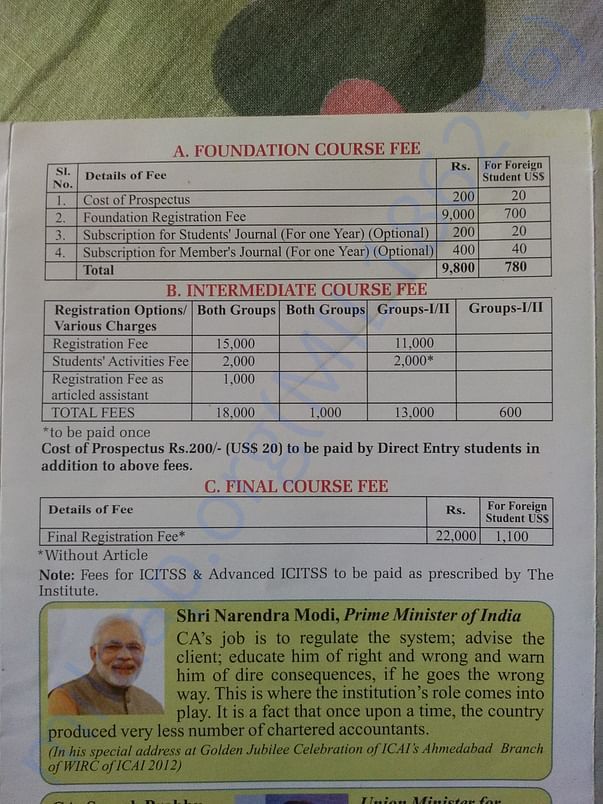 A. FOUNDATION COURSE FEE
Sl. No. Details of Fee Rs. For Foreign Student US$
1. Cost of Prospectus 200 20
2. Foundation Registration Fee 9,000 700
3. Subscription for Students' Journal (For one Year) (Optional) 200 20
4. Subscription for Member's Journal (For one Year) (Optional) 400 40
Total 9,800 780
B. INTERMEDIATE COURSE FEE
Registration Options/ Various Charges Both Groups Both Groups Groups-I/II Groups-I/II
Registration Fee 15,000 11,000
Students' Activities Fee 2,000 2,000*
Registration Fee as articled assistant 1,000
TOTAL FEES 18,000 1,000 13,000 600
*to be paid once
Cost of Prospectus Rs.200/- (US$ 20) to be paid by Direct Entry students in
addition to above fees.
C. FINAL COURSE FEE
Details of Fee Rs. For Foreign Student US$
Final Registration Fee* 22,000 1,100
*Without Article
Note: Fees for ICITSS & Advanced ICITSS to be paid as prescribed by The
Institute.
Shri Narendra Modi, Prime Minister of India
CA's job is to regulate the system; advise the
client; educate him of right and wrong and warn
him of dire consequences, if he goes the wrong
way. This is where the institution's role comes into
play. It is a fact that once upon a time, the country
produced very less number of chartered accountants.
(In his special address at Golden Jubilee Celebration of ICAI's Ahmedabad Branch
of WIRC of ICAI 2012)
Union Minister for